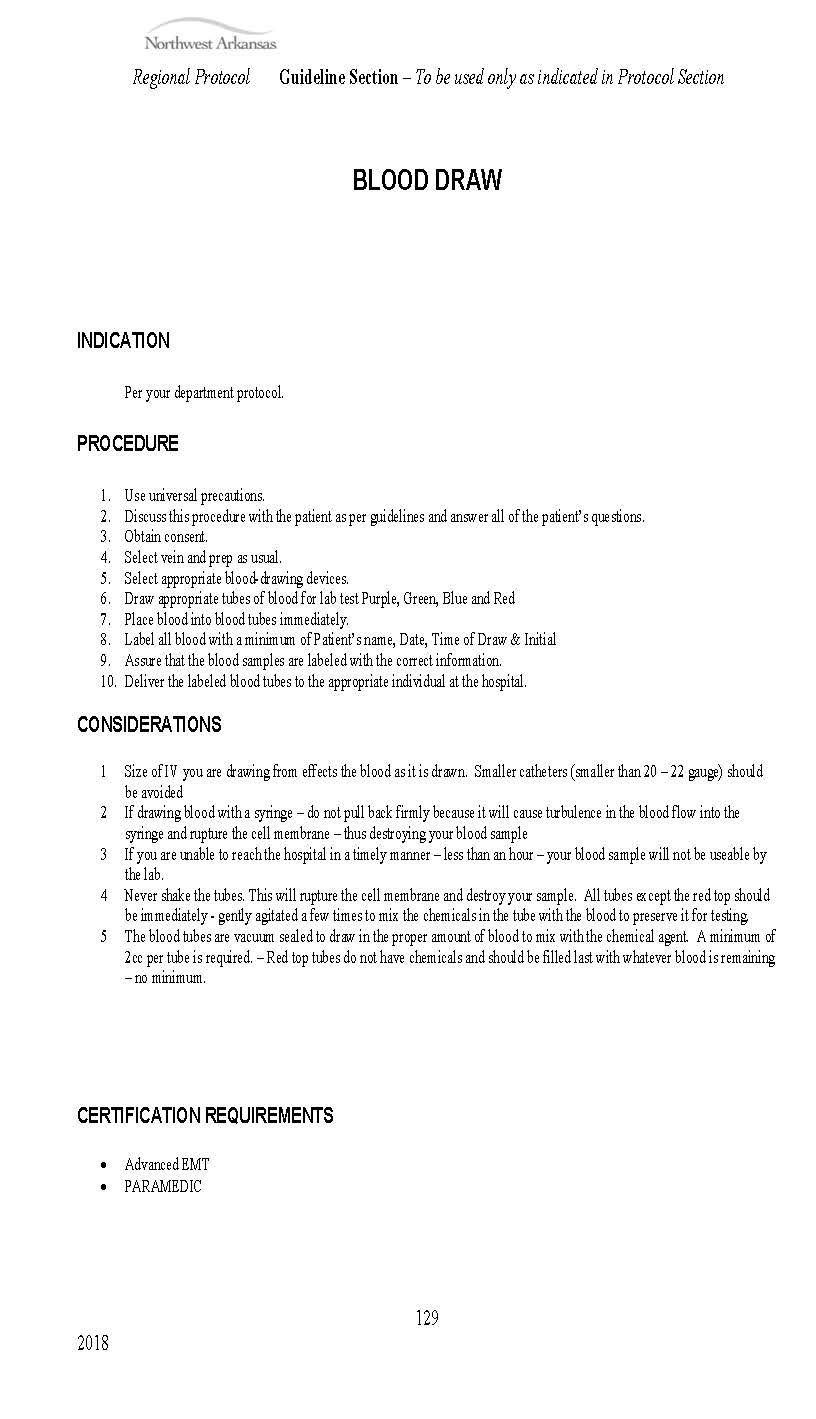 Northwest Arkansas
Regional Protocol Guideline Section – To be used only as indicated in Protocol Section
BLOOD DRAW
INDICATION
Per your department protocol.
PROCEDURE
1. Use universal precautions.
2. Discuss this procedure with the patient as per guidelines and answer all of the patient’s questions.
3. Obtain consent.
4. Select vein and prep as usual.
5. Select appropriate blood-drawing devices.
6. Draw appropriate tubes of blood for lab test Purple, Green, Blue and Red
7. Place blood into blood tubes immediately.
8. Label all blood with a minimum of Patient’s name, Date, Time of Draw & Initial
9. Assure that the blood samples are labeled with the correct information.
10. Deliver the labeled blood tubes to the appropriate individual at the hospital.
CONSIDERATIONS
1 Size of IV you are drawing from effects the blood as it is drawn. Smaller catheters (smaller than 20 – 22 gauge) should
be avoided
2 If drawing blood with a syringe – do not pull back firmly because it will cause turbulence in the blood flow into the
syringe and rupture the cell membrane – thus destroying your blood sample
3 If you are unable to reach the hospital in a timely manner – less than an hour – your blood sample will not be useable by
the lab.
4 Never shake the tubes. This will rupture the cell membrane and destroy your sample. All tubes except the red top should
be immediately - gently agitated a few times to mix the chemicals in the tube with the blood to preserve it for testing.
5 The blood tubes are vacuum sealed to draw in the proper amount of blood to mix with the chemical agent. A minimum of
2cc per tube is required. – Red top tubes do not have chemicals and should be filled last with whatever blood is remaining
– no minimum.
CERTIFICATION REQUIREMENTS
• Advanced EMT
• PARAMEDIC
129
2018